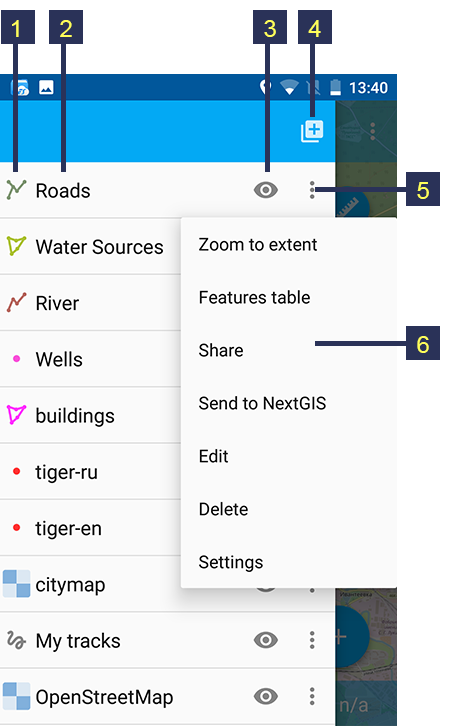 1 2 3 4
13:40
Roads
5
Water Sources
Zoom to extent
River
Features table
Wells
Share
6
buildings
Send to NextGIS
tiger-ru
Edit
tiger-en
Delete
citymap
Settings
My tracks
OpenStreetMap
n/a